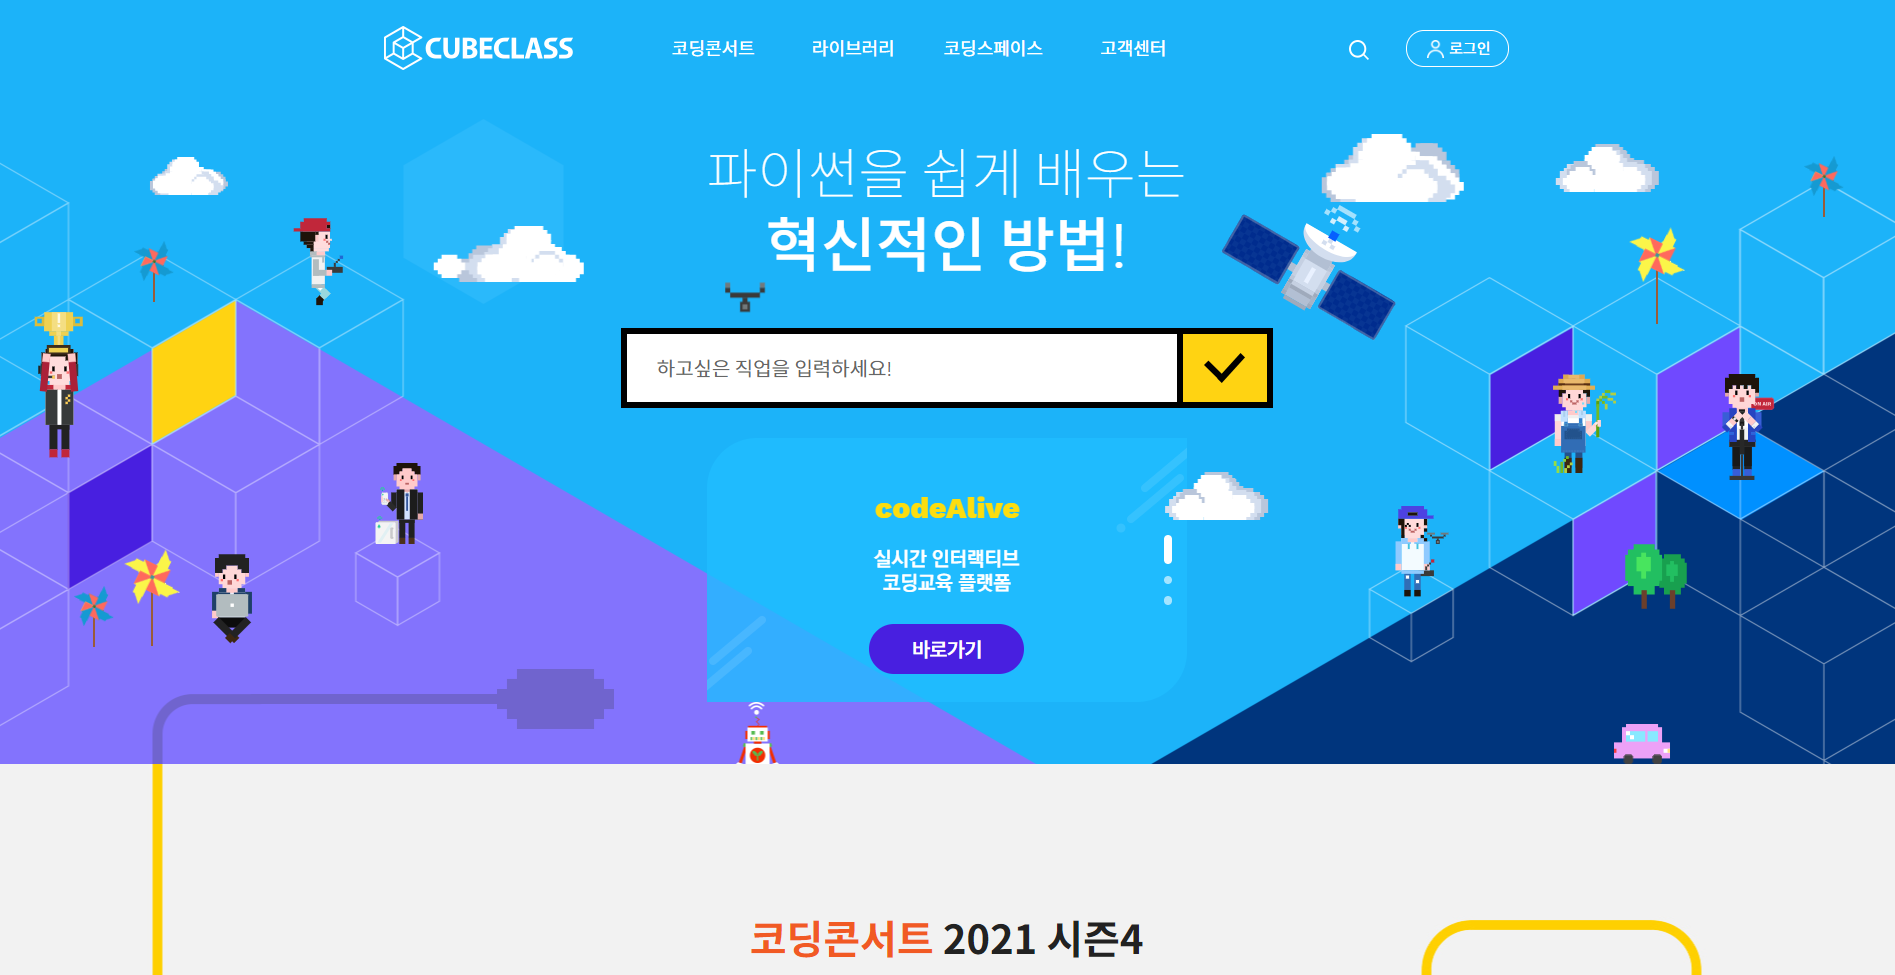 CUBECLASS
코딩콘서트 라이브러리 코딩스페이스 고객센터
로그인
파이썬을 쉽게 배우는
혁신적인 방법!
하고싶은 직업을 입력하세요!
ON AIR
codeAlive
실시간 인터랙티브
코딩교육 플랫폼
바로가기
코딩콘서트 2021 시즌4